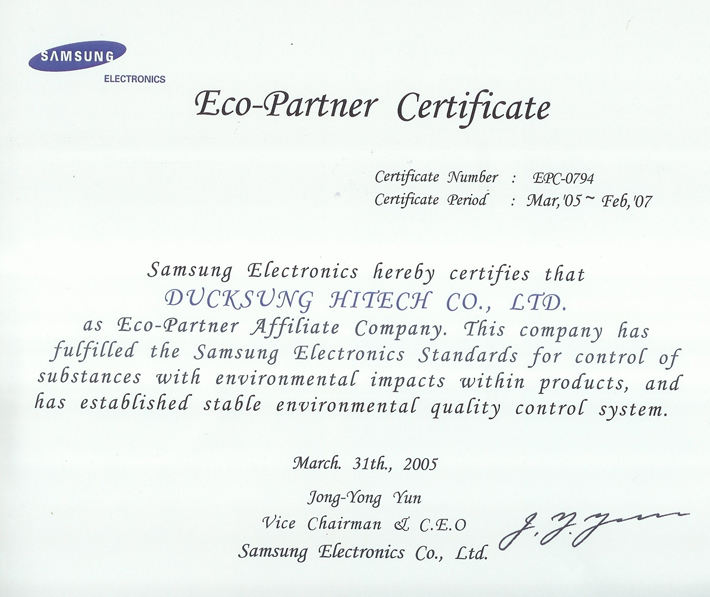 SAMSUNG
ELECTRONICS
Eco-Partner Certificate
Certificate Number : EPC-0794
Certificate Period : Mar,'05 ~ Feb,'07
Samsung Electronics hereby certifies that
DUCKSUNG HITECH CO., LTD.
as Eco-Partner Affiliate Company. This company has
fulfilled the Samsung Electronics Standards for control of
substances with environmental impacts within products, and
has established stable environmental quality control system.
March. 31th., 2005
Jong-Yong Yun
Vice Chairman & C.E.O
Samsung Electronics Co., Ltd.
J. Y. Yun